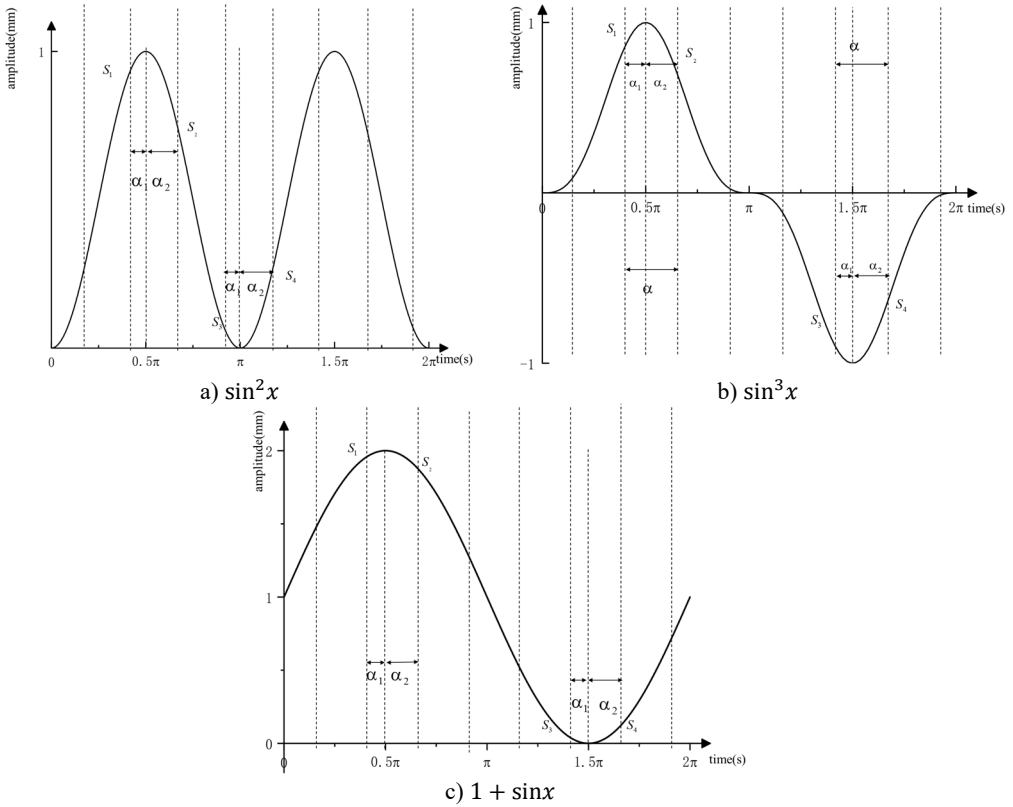 amplitude(mm)
1
S₁
S₂
α₁ α₂
α₁ α₂
S₃
S₄
0 0.5π π 1.5π 2π time(s)
a) sin²x
amplitude(mm)
1
S₁
S₂
α₁ α₂
α
0 0.5π π 1.5π 2π time(s)
α
α₁ α₂
S₃
S₄
-1
b) sin³x
amplitude(mm)
2
S₁
S₂
1
α₁ α₂
α₁ α₂
S₃
S₄
0
0 0.5π π 1.5π 2π time(s)
c) 1 + sinx